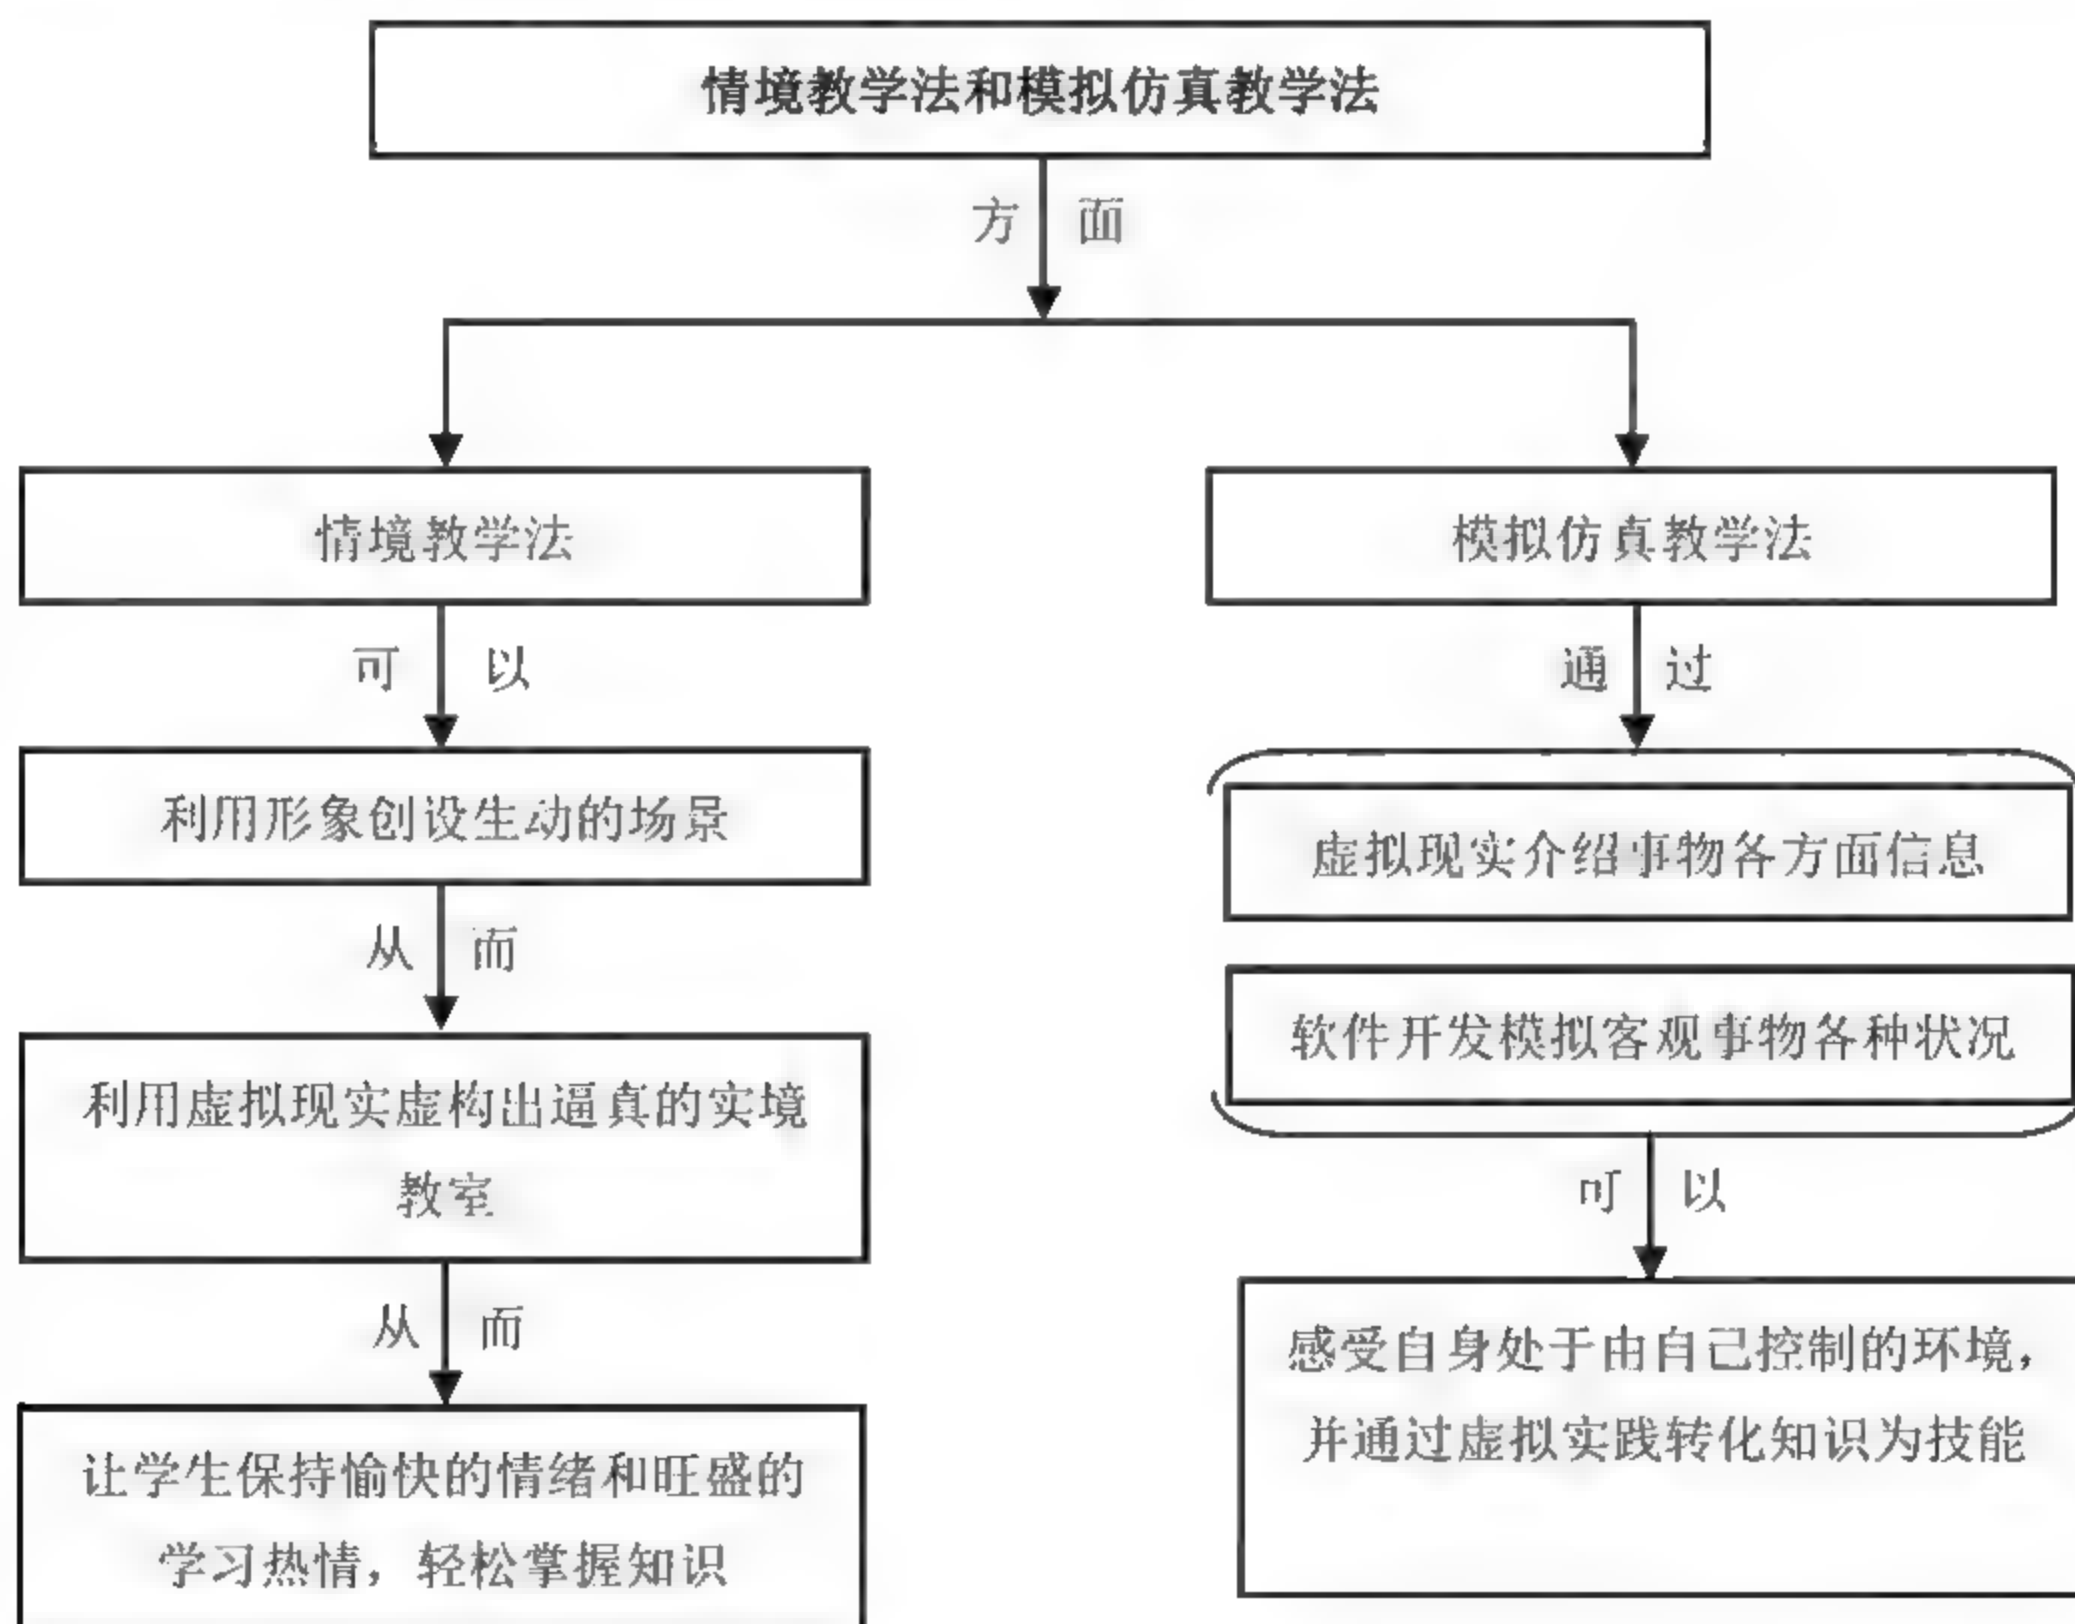 情境教学法和模拟仿真教学法
方 面
情境教学法
可 以
利用形象创设生动的场景
从 而
利用虚拟现实虚构出逼真的实境
教室
从 而
让学生保持愉快的情绪和旺盛的
学习热情，轻松掌握知识
模拟仿真教学法
通 过
虚拟现实介绍事物各方面信息
软件开发模拟客观事物各种状况
可 以
感受自身处于由自己控制的环境，
并通过虚拟实践转化知识为技能